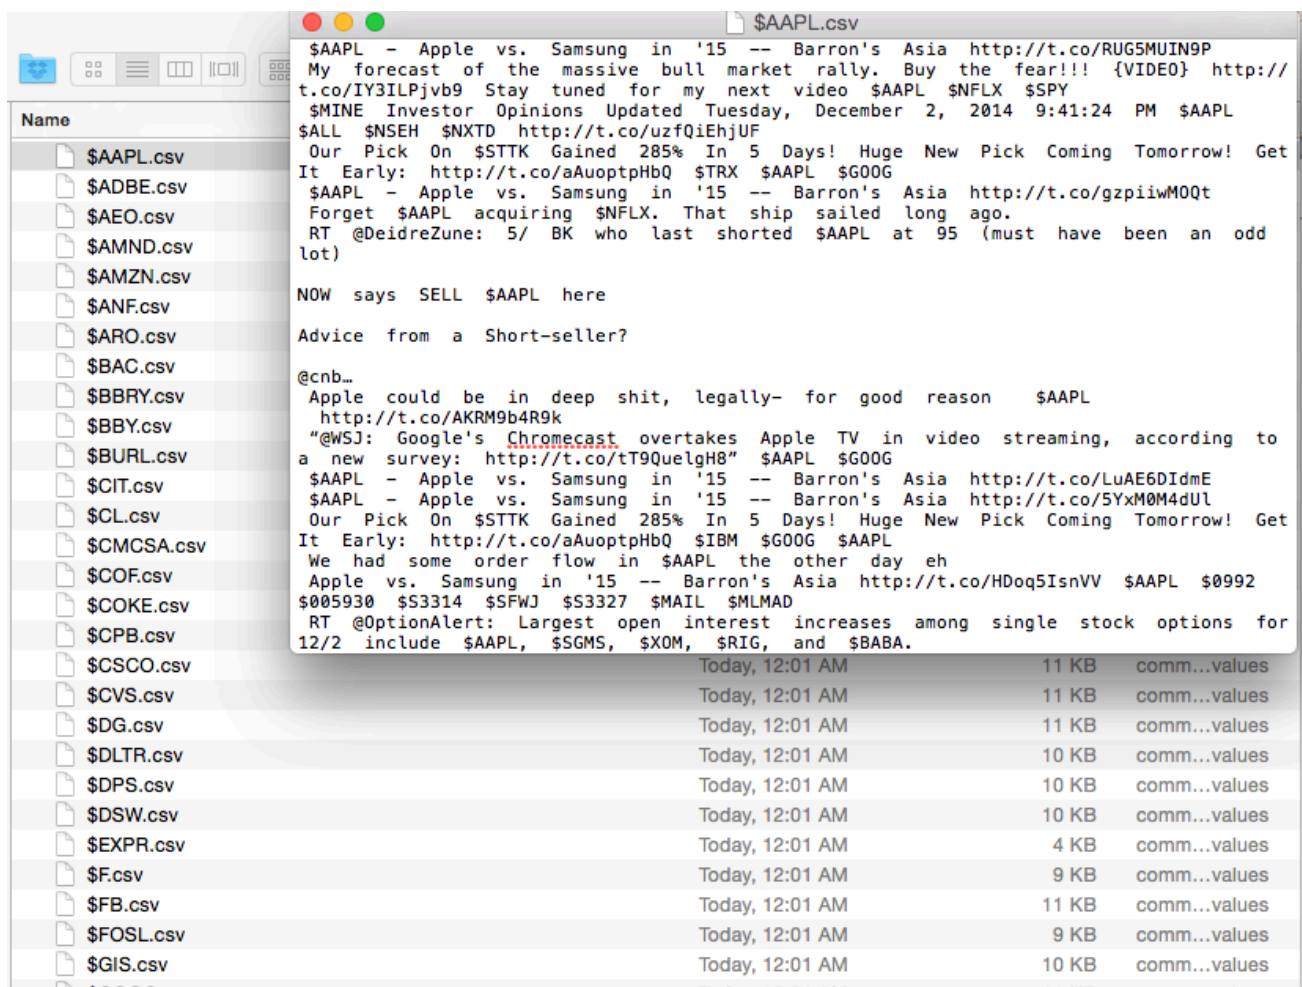 $AAPL.csv
$AAPL – Apple vs. Samsung in '15 -- Barron's Asia http://t.co/RUG5MUIN9P
My forecast of the massive bull market rally. Buy the fear!!! {VIDEO} http://
t.co/IY3ILPjvb9 Stay tuned for my next video $AAPL $NFLX $SPY
$MINE Investor Opinions Updated Tuesday, December 2, 2014 9:41:24 PM $AAPL
$ALL $NSEH $NXTD http://t.co/uzfQiEhjUF
Our Pick On $STTK Gained 285% In 5 Days! Huge New Pick Coming Tomorrow! Get
It Early: http://t.co/aAuoptpHbQ $TRX $AAPL $GOOG
$AAPL – Apple vs. Samsung in '15 -- Barron's Asia http://t.co/gzpiiwMOQt
Forget $AAPL acquiring $NFLX. That ship sailed long ago.
RT @DeidreZune: 5/ BK who last shorted $AAPL at 95 (must have been an odd
lot)
NOW says SELL $AAPL here
Advice from a Short-seller?
@cnb…
Apple could be in deep shit, legally– for good reason $AAPL
http://t.co/AKRM9b4R9k
“@WSJ: Google's Chromecast overtakes Apple TV in video streaming, according to
a new survey: http://t.co/tT9QuelgH8” $AAPL $GOOG
$AAPL – Apple vs. Samsung in '15 -- Barron's Asia http://t.co/LuAE6DIdmE
$AAPL – Apple vs. Samsung in '15 -- Barron's Asia http://t.co/5YxM0M4dUl
Our Pick On $STTK Gained 285% In 5 Days! Huge New Pick Coming Tomorrow! Get
It Early: http://t.co/aAuoptpHbQ $IBM $GOOG $AAPL
We had some order flow in $AAPL the other day eh
Apple vs. Samsung in '15 -- Barron's Asia http://t.co/HDoq5IsnVV $AAPL $0992
$005930 $S3314 $SFWJ $S3327 $MAIL $MLMAD
RT @OptionAlert: Largest open interest increases among single stock options for
12/2 include $AAPL, $SGMS, $XOM, $RIG, and $BABA.
Name
$AAPL.csv
$ADBE.csv
$AEO.csv
$AMND.csv
$AMZN.csv
$ANF.csv
$ARO.csv
$BAC.csv
$BBRY.csv
$BBY.csv
$BURL.csv
$CIT.csv
$CL.csv
$CMCSA.csv
$COF.csv
$COKE.csv
$CPB.csv
$CSCO.csv Today, 12:01 AM 11 KB comm...values
$CVS.csv Today, 12:01 AM 11 KB comm...values
$DG.csv Today, 12:01 AM 11 KB comm...values
$DLTR.csv Today, 12:01 AM 10 KB comm...values
$DPS.csv Today, 12:01 AM 10 KB comm...values
$DSW.csv Today, 12:01 AM 10 KB comm...values
$EXPR.csv Today, 12:01 AM 4 KB comm...values
$F.csv Today, 12:01 AM 9 KB comm...values
$FB.csv Today, 12:01 AM 11 KB comm...values
$FOSL.csv Today, 12:01 AM 9 KB comm...values
$GIS.csv Today, 12:01 AM 10 KB comm...values